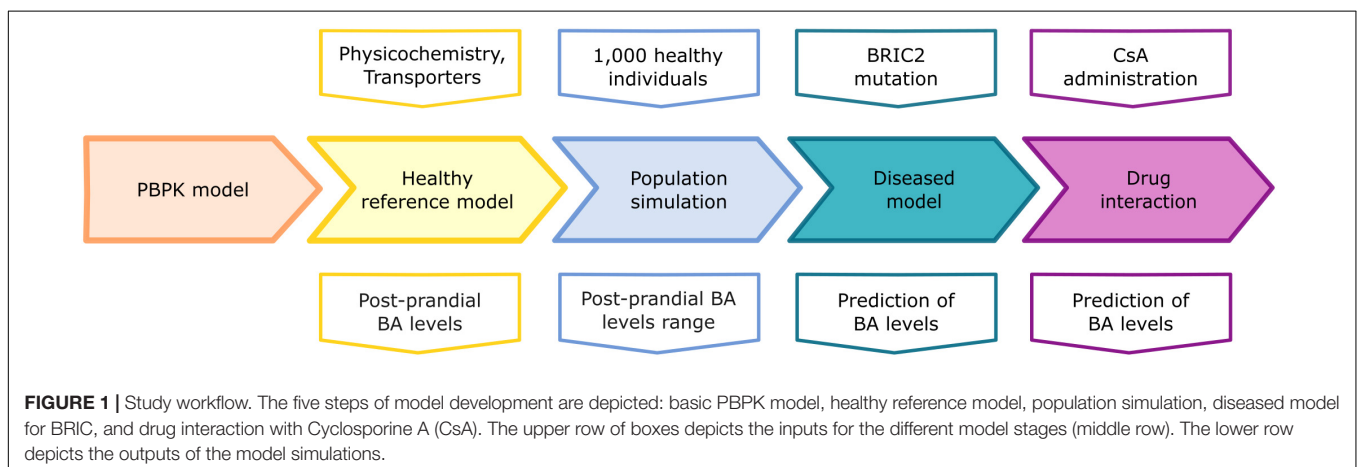 Physicochemistry,
Transporters
1,000 healthy
individuals
BRIC2
mutation
CsA
administration
PBPK model
Healthy
reference model
Population
simulation
Diseased
model
Drug
interaction
Post-prandial
BA levels
Post-prandial BA
levels range
Prediction of
BA levels
Prediction of
BA levels
FIGURE 1 | Study workflow. The five steps of model development are depicted: basic PBPK model, healthy reference model, population simulation, diseased model
for BRIC, and drug interaction with Cyclosporine A (CsA). The upper row of boxes depicts the inputs for the different model stages (middle row). The lower row
depicts the outputs of the model simulations.